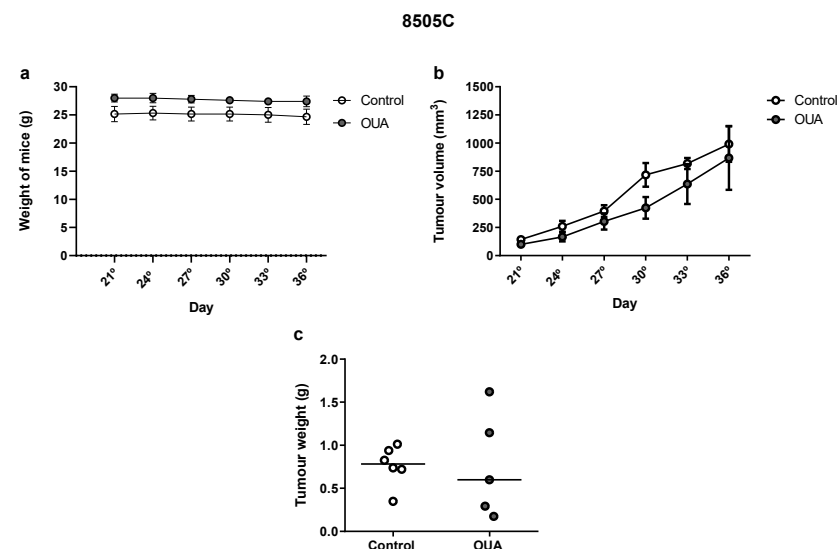 8505C
a
Weight of mice (g)
30
25
20
15
10
5
0
21º
24º
27º
30º
33º
36º
Day
Control
OUA
b
Tumour volume (mm³)
1500
1250
1000
750
500
250
0
21º
24º
27º
30º
33º
36º
Day
Control
OUA
c
Tumour weight (g)
2.0
1.5
1.0
0.5
0.0
Control
OUA